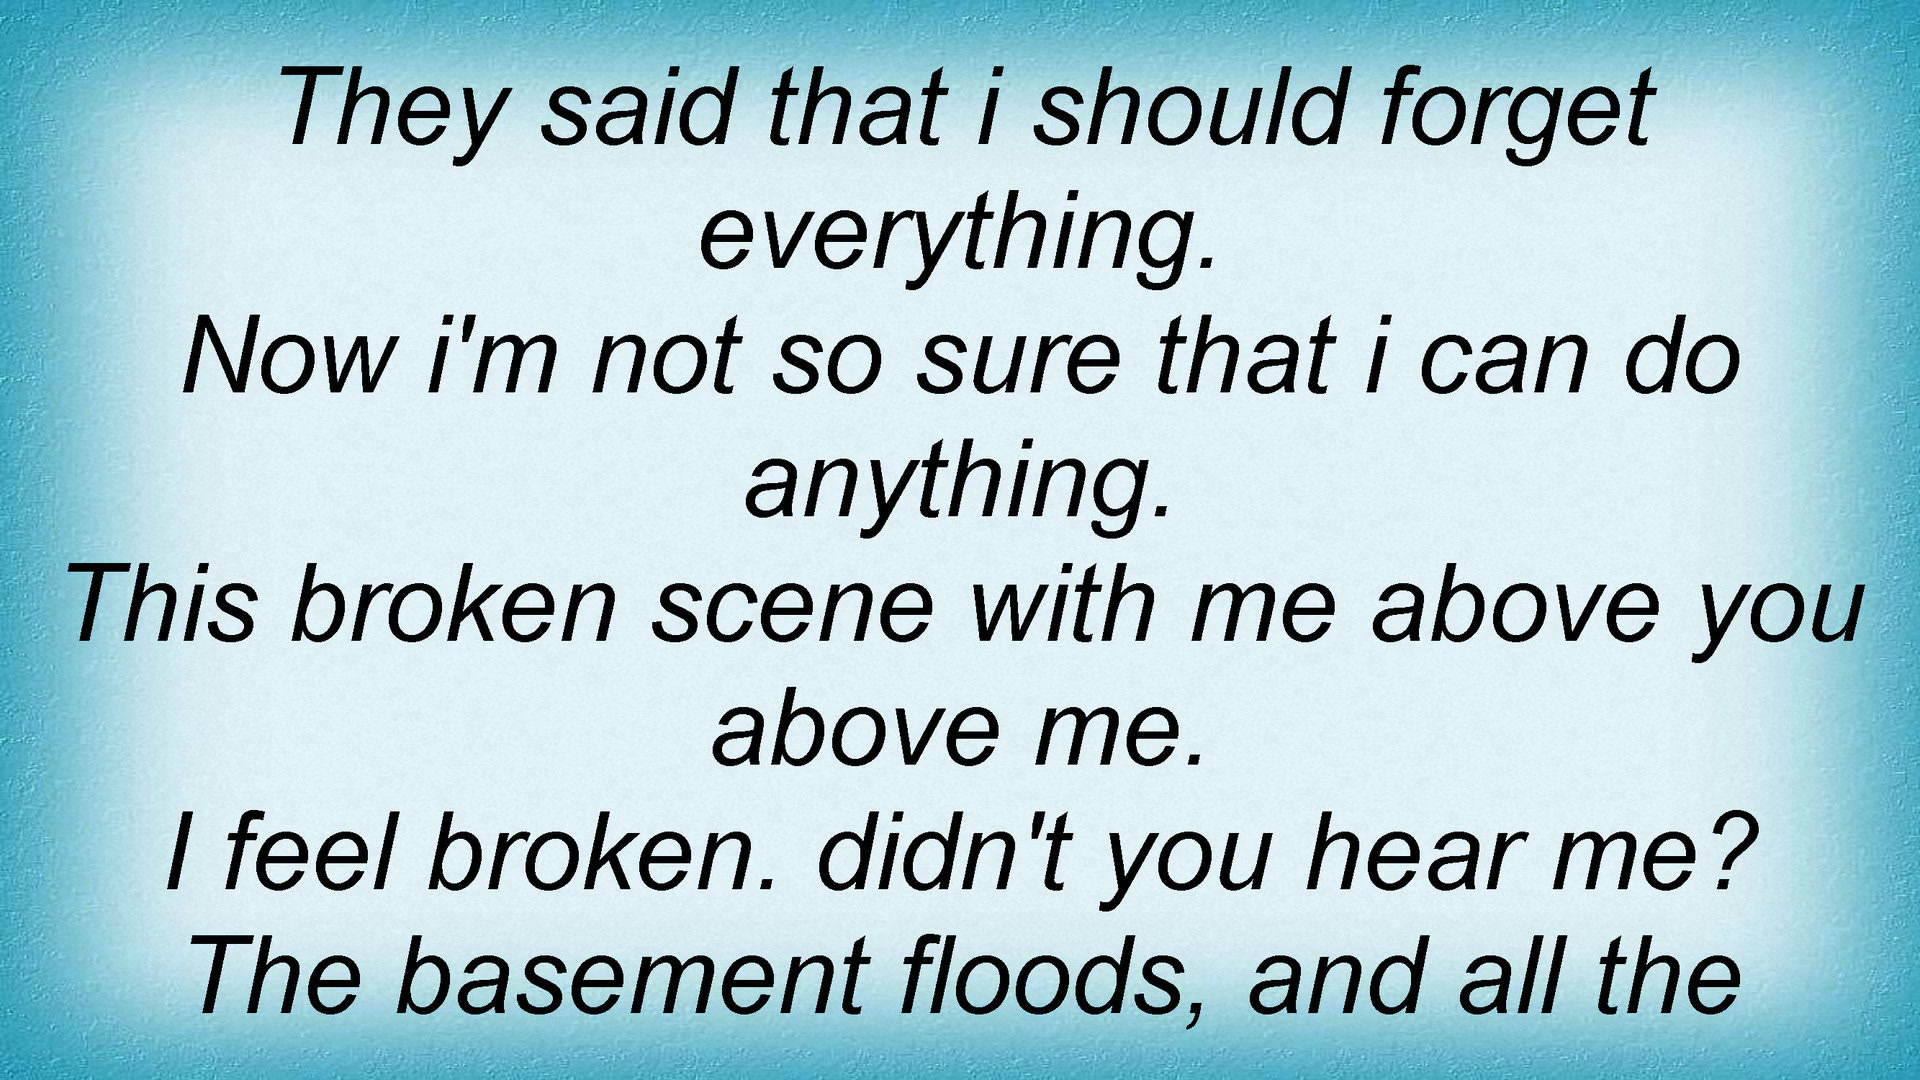 They said that i should forget
everything.
Now i'm not so sure that i can do
anything.
This broken scene with me above you
above me.
I feel broken. didn't you hear me?
The basement floods, and all the